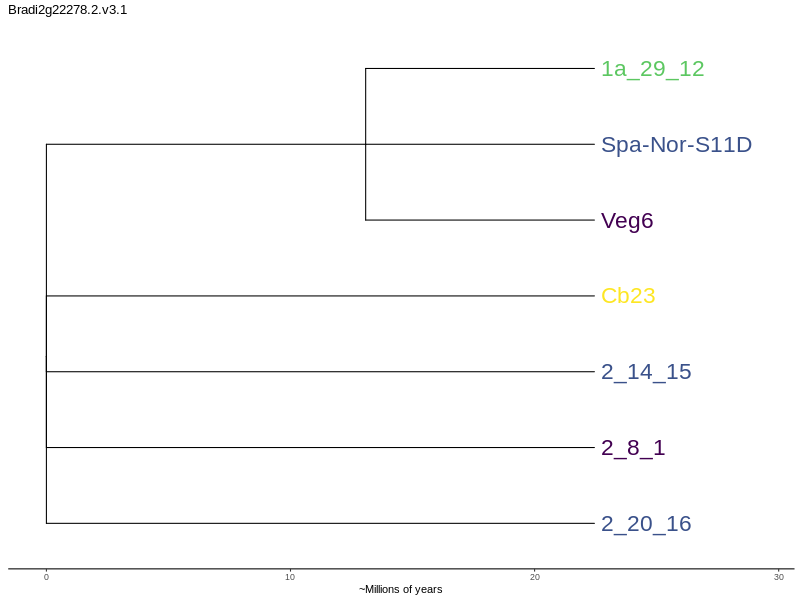 Bradi2g22278.2.v3.1
1a_29_12
Spa-Nor-S11D
Veg6
Cb23
2_14_15
2_8_1
2_20_16
0 10 20 30
~Millions of years